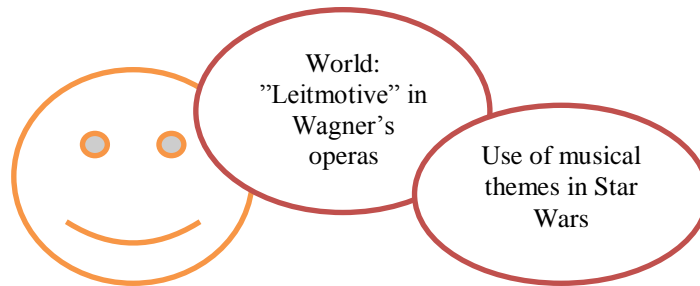 World:
”Leitmotive” in
Wagner’s
operas
Use of musical
themes in Star
Wars